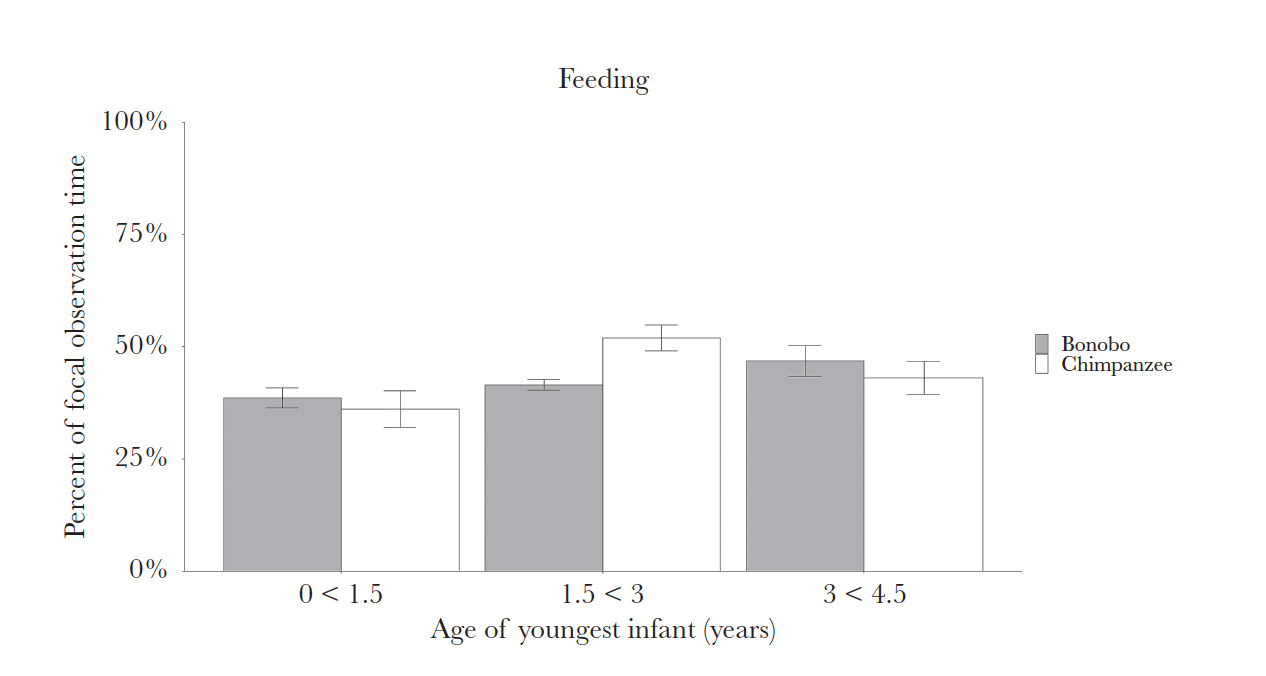 Feeding
100%
75%
50%
25%
0%
Percent of focal observation time
0 < 1.5
1.5 < 3
3 < 4.5
Age of youngest infant (years)
Bonobo
Chimpanzee